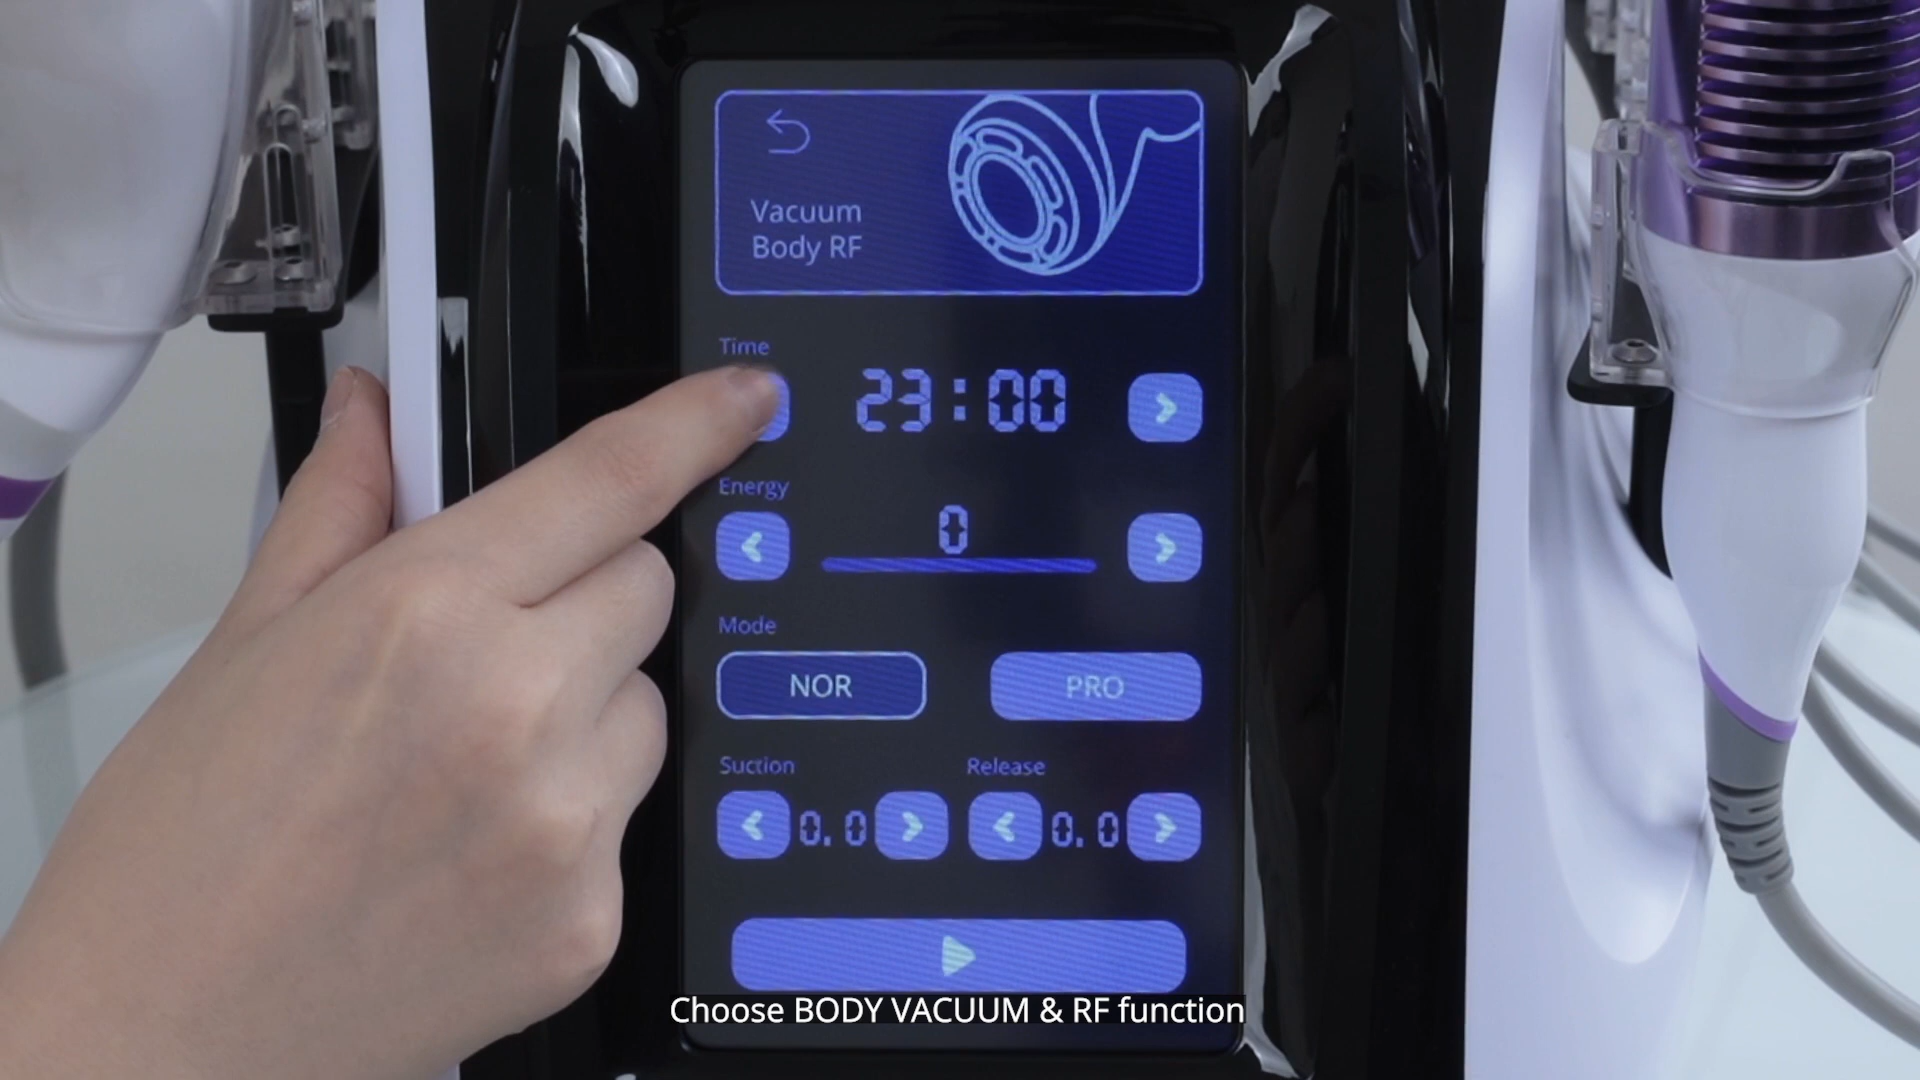 Vacuum
Body RF
Time
23:00
Energy
0
Mode
NOR PRO
Suction Release
0.0 0.0
Choose BODY VACUUM & RF function